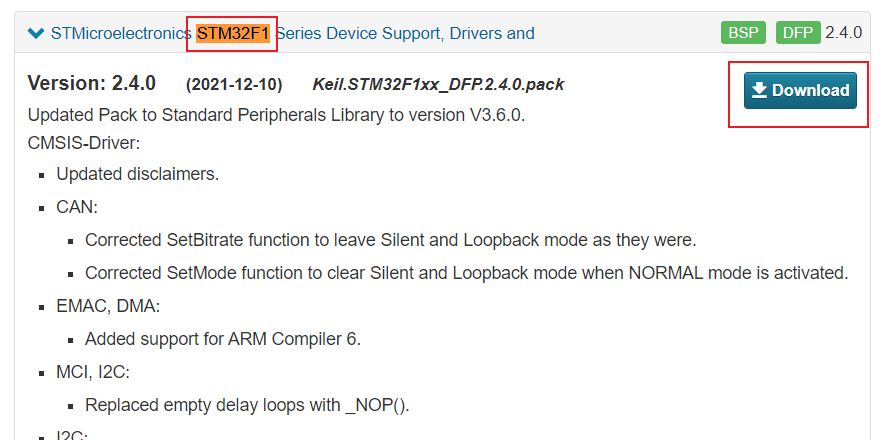 STMicroelectronics STM32F1 Series Device Support, Drivers and BSP DFP 2.4.0
Version: 2.4.0 (2021-12-10) Keil.STM32F1xx_DFP.2.4.0.pack Download
Updated Pack to Standard Peripherals Library to version V3.6.0.
CMSIS-Driver:
▪ Updated disclaimers.
▪ CAN:
▪ Corrected SetBitrate function to leave Silent and Loopback mode as they were.
▪ Corrected SetMode function to clear Silent and Loopback mode when NORMAL mode is activated.
▪ EMAC, DMA:
▪ Added support for ARM Compiler 6.
▪ MCI, I2C:
▪ Replaced empty delay loops with _NOP().
▪ I2C: